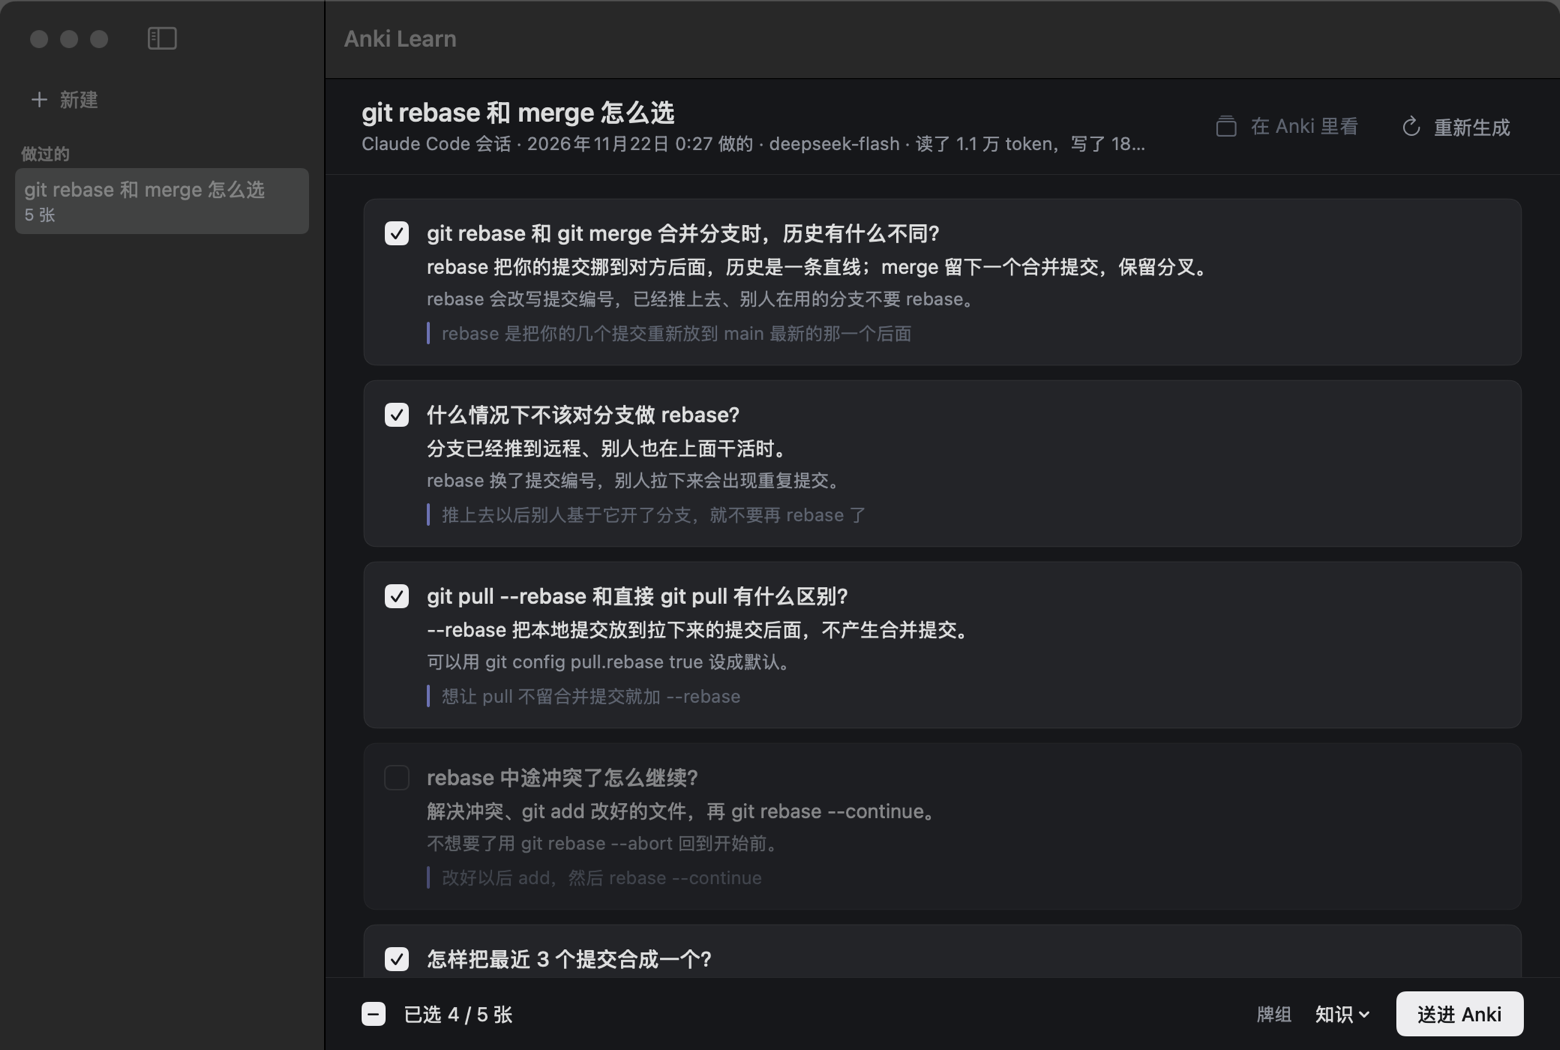 Anki Learn
新建
做过的
git rebase 和 merge 怎么选
5 张
git rebase 和 merge 怎么选
Claude Code 会话 · 2026年11月22日 0:27 做的 · deepseek-flash · 读了 1.1 万 token，写了 18...
在 Anki 里看
重新生成
git rebase 和 git merge 合并分支时，历史有什么不同？
rebase 把你的提交挪到对方后面，历史是一条直线；merge 留下一个合并提交，保留分叉。
rebase 会改写提交编号，已经推上去、别人在用的分支不要 rebase。
rebase 是把你的几个提交重新放到 main 最新的那一个后面
什么情况下不该对分支做 rebase？
分支已经推到远程、别人也在上面干活时。
rebase 换了提交编号，别人拉下来会出现重复提交。
推上去以后别人基于它开了分支，就不要再 rebase 了
git pull --rebase 和直接 git pull 有什么区别？
--rebase 把本地提交放到拉下来的提交后面，不产生合并提交。
可以用 git config pull.rebase true 设成默认。
想让 pull 不留合并提交就加 --rebase
rebase 中途冲突了怎么继续？
解决冲突、git add 改好的文件，再 git rebase --continue。
不想要了用 git rebase --abort 回到开始前。
改好以后 add，然后 rebase --continue
怎样把最近 3 个提交合成一个？
已选 4 / 5 张
牌组
知识
送进 Anki